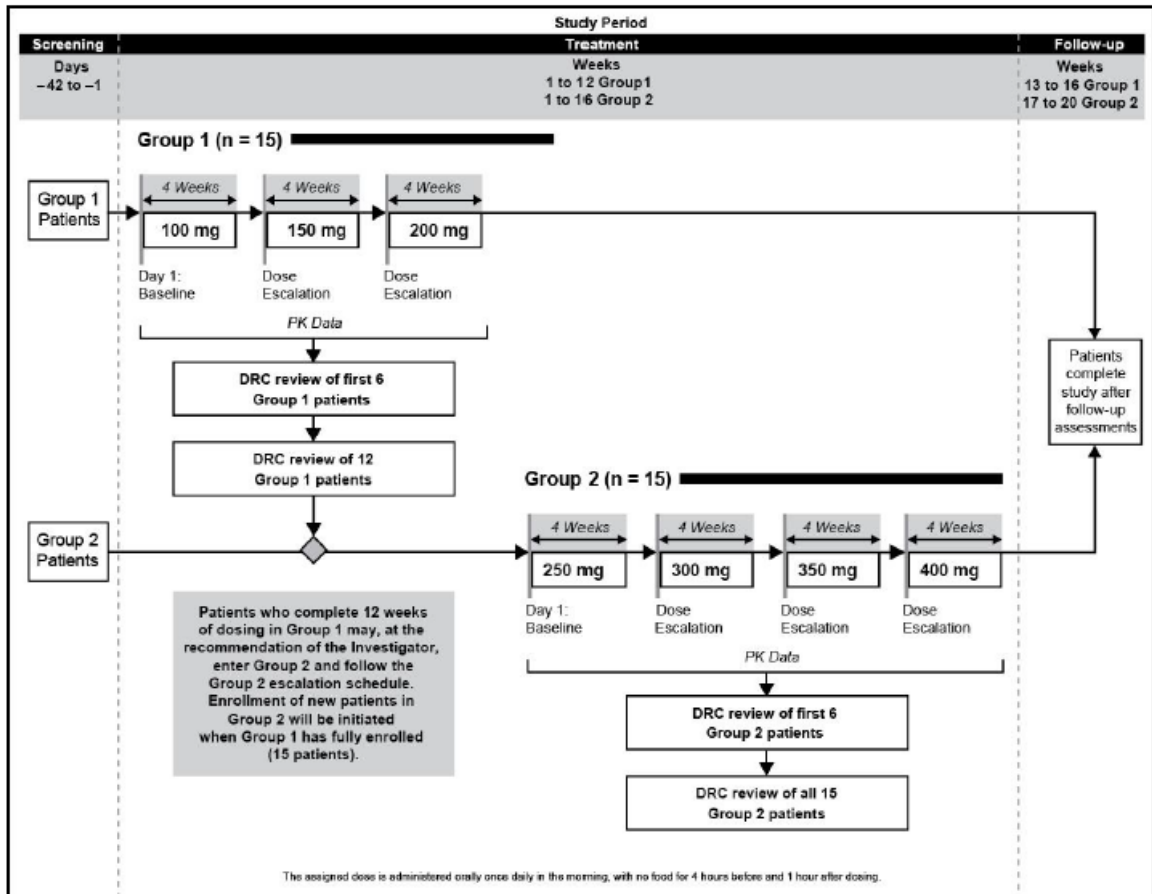 Study Period
Screening
Treatment
Follow-up
Days
–42 to –1
Weeks
1 to 12 Group1
1 to 16 Group 2
Weeks
13 to 16 Group 1
17 to 20 Group 2
Group 1 (n = 15)
Group 1
Patients
4 Weeks
4 Weeks
4 Weeks
100 mg
150 mg
200 mg
Day 1:
Baseline
Dose
Escalation
Dose
Escalation
PK Data
DRC review of first 6
Group 1 patients
DRC review of 12
Group 1 patients
Patients
complete
study after
follow-up
assessments
Group 2 (n = 15)
Group 2
Patients
4 Weeks
4 Weeks
4 Weeks
4 Weeks
250 mg
300 mg
350 mg
400 mg
Day 1:
Baseline
Dose
Escalation
Dose
Escalation
Dose
Escalation
PK Data
Patients who complete 12 weeks
of dosing in Group 1 may, at the
recommendation of the Investigator,
enter Group 2 and follow the
Group 2 escalation schedule.
Enrollment of new patients in
Group 2 will be initiated
when Group 1 has fully enrolled
(15 patients).
DRC review of first 6
Group 2 patients
DRC review of all 15
Group 2 patients
The assigned dose is administered orally once daily in the morning, with no food for 4 hours before and 1 hour after dosing.